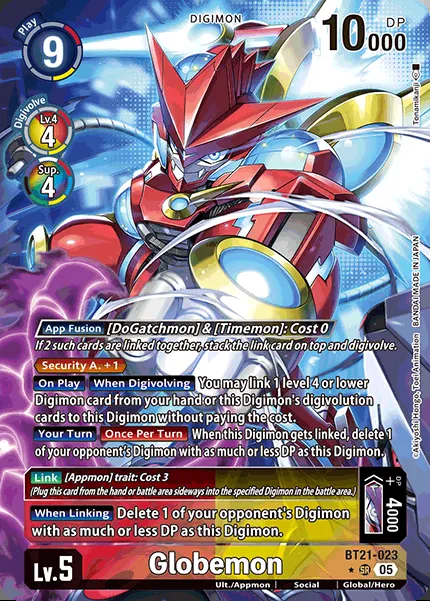 DIGIMON
Play
9
10000
DP
Digivolve
Lv.4
4
Sup.
4
Tonamikanji
©Akiyoshi Hongo, Toei Animation BANDAI MADE IN JAPAN
App Fusion [DoGatchmon] & [Timemon]: Cost 0
If 2 such cards are linked together, stack the link card on top and digivolve.
Security A. +1
On Play When Digivolving You may link 1 level 4 or lower
Digimon card from your hand or this Digimon's digivolution
cards to this Digimon without paying the cost.
Your Turn Once Per Turn When this Digimon gets linked, delete 1
of your opponent's Digimon with as much or less DP as this Digimon.
Link [Appmon] trait: Cost 3
(Plug this card from the hand or battle area sideways into the specified Digimon in the battle area.)
When Linking Delete 1 of your opponent's Digimon
with as much or less DP as this Digimon.
DP
+
4000
Lv.5
Globemon
BT21-023
★ SR 05
Ult./Appmon Social Global/Hero